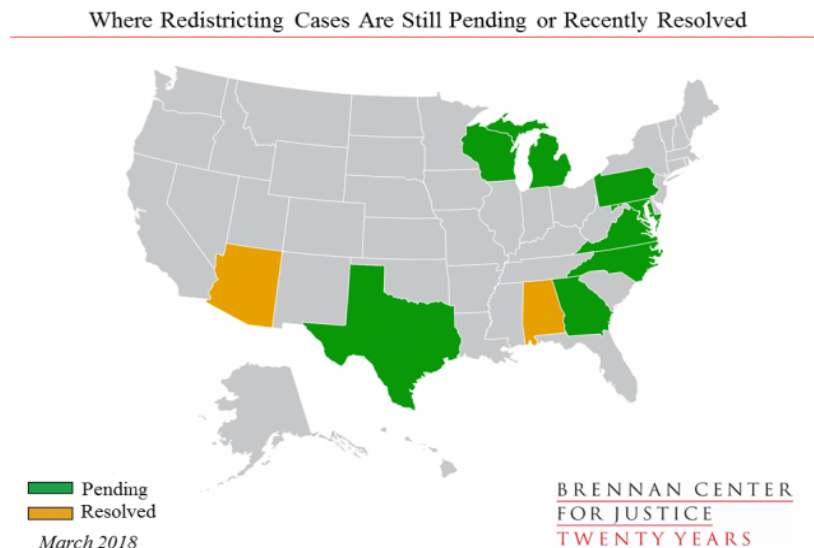 Where Redistricting Cases Are Still Pending or Recently Resolved
Pending
Resolved
March 2018
BRENNAN CENTER
FOR JUSTICE
TWENTY YEARS